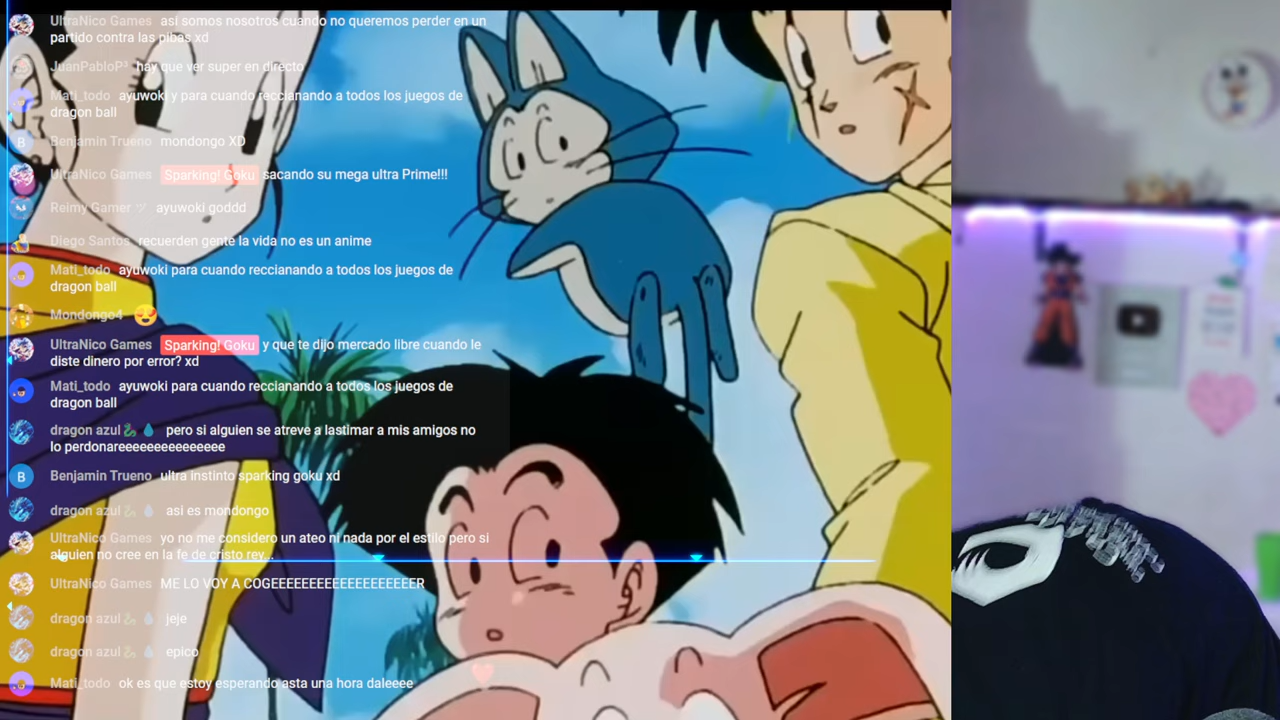 UltraNico Games asi somos nosotros cuando no queremos perder en un
partido contra las pibas xd
JuanPabloP² hay que ver super en directo
Mati_todo ayuwoki y para cuando reccianando a todos los juegos de
dragon ball
Benjamin Trueno mondongo XD
UltraNico Games Sparking! Goku sacando su mega ultra Prime!!!
Reimy Gamer ツ ayuwoki goddd
Diego Santos recuerden gente la vida no es un anime
Mati_todo ayuwoki para cuando reccianando a todos los juegos de
dragon ball
Mondongo4 😍
UltraNico Games Sparking! Goku y que te dijo mercado libre cuando le
diste dinero por error? xd
Mati_todo ayuwoki para cuando reccianando a todos los juegos de
dragon ball
dragon azul🐉 💧 pero si alguien se atreve a lastimar a mis amigos no
lo perdonareeeeeeeeeeeeeee
B Benjamin Trueno ultra instinto sparking goku xd
dragon azul🐉 💧 asi es mondongo
UltraNico Games yo no me considero un ateo ni nada por el estilo pero si
alguien no cree en la fe de cristo rey...
UltraNico Games ME LO VOY A COGEEEEEEEEEEEEEEEEEEER
dragon azul🐉 💧 jeje
dragon azul🐉 💧 epico
Mati_todo ok es que estoy esperando asta una hora daleeee